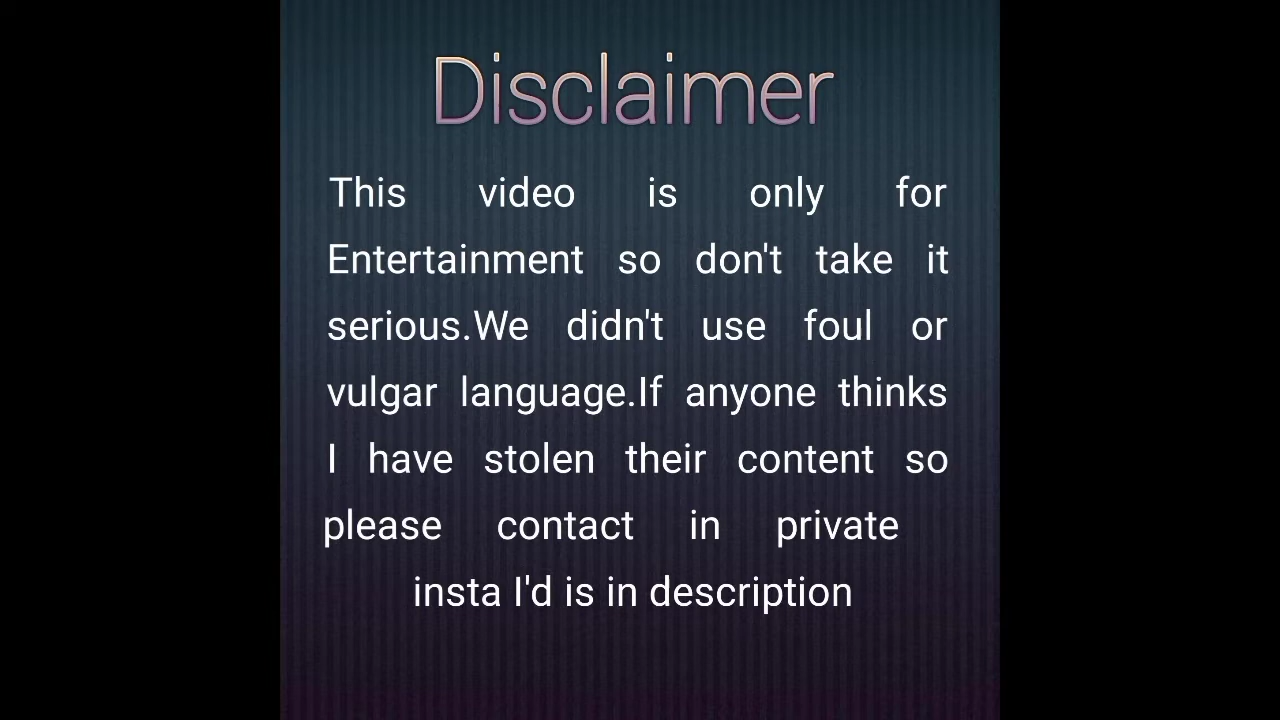 Disclaimer
This video is only for
Entertainment so don't take it
serious.We didn't use foul or
vulgar language.If anyone thinks
I have stolen their content so
please contact in private
insta I'd is in description